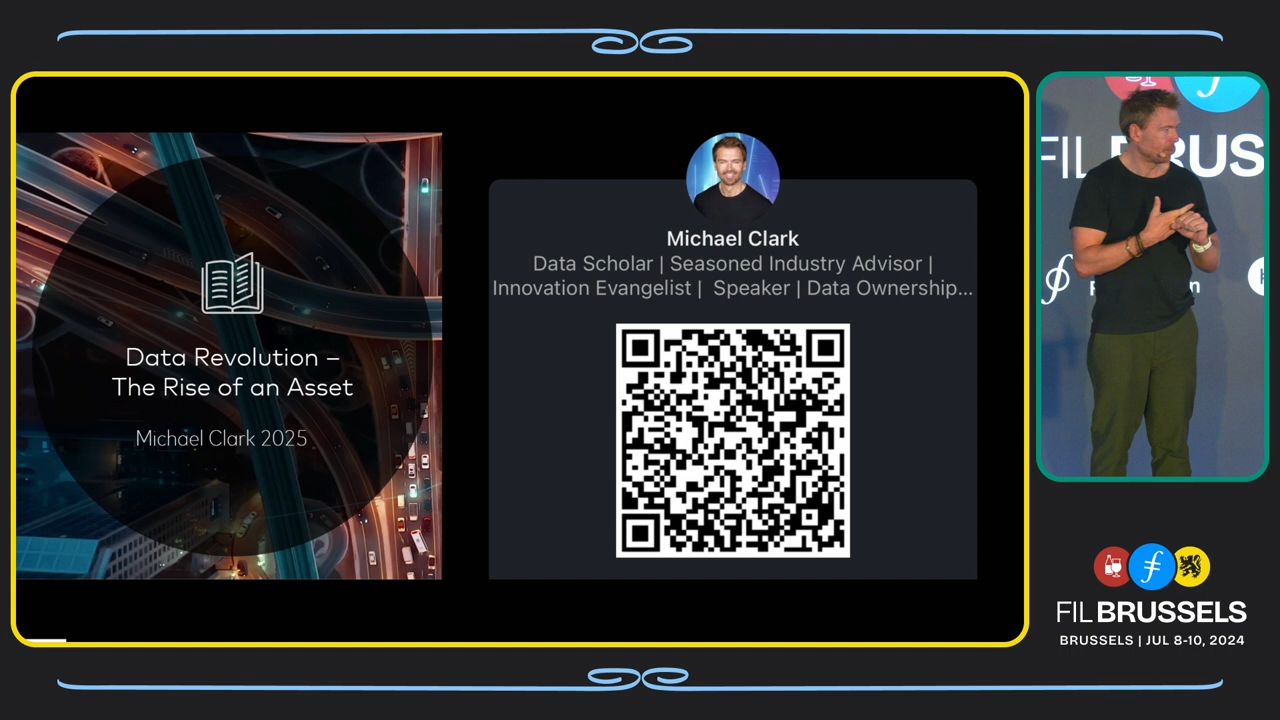 Data Revolution –
The Rise of an Asset
Michael Clark 2025
Michael Clark
Data Scholar | Seasoned Industry Advisor |
Innovation Evangelist | Speaker | Data Ownership...
FIL BRUSSELS
BRUSSELS | JUL 8-10, 2024